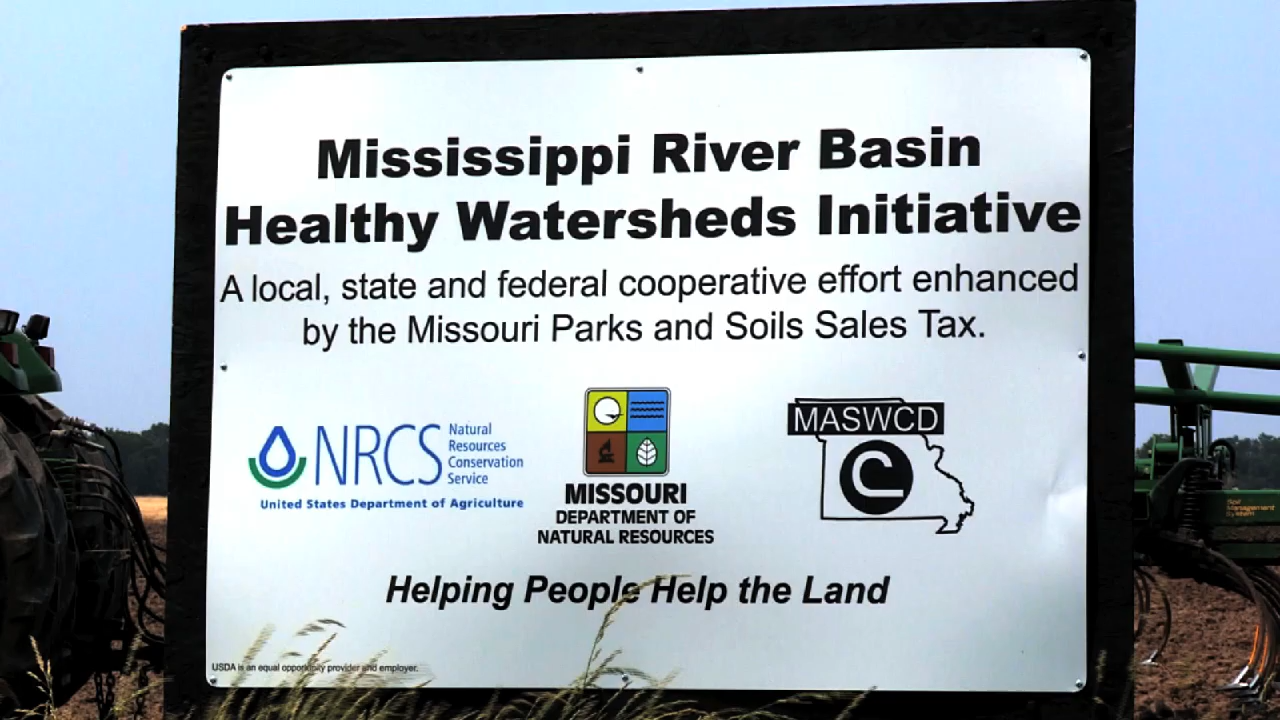 Mississippi River Basin
Healthy Watersheds Initiative
A local, state and federal cooperative effort enhanced
by the Missouri Parks and Soils Sales Tax.
NRCS
Natural
Resources
Conservation
Service
United States Department of Agriculture
MISSOURI
DEPARTMENT OF
NATURAL RESOURCES
MASWCD
Helping People Help the Land
USDA is an equal opportunity provider and employer.